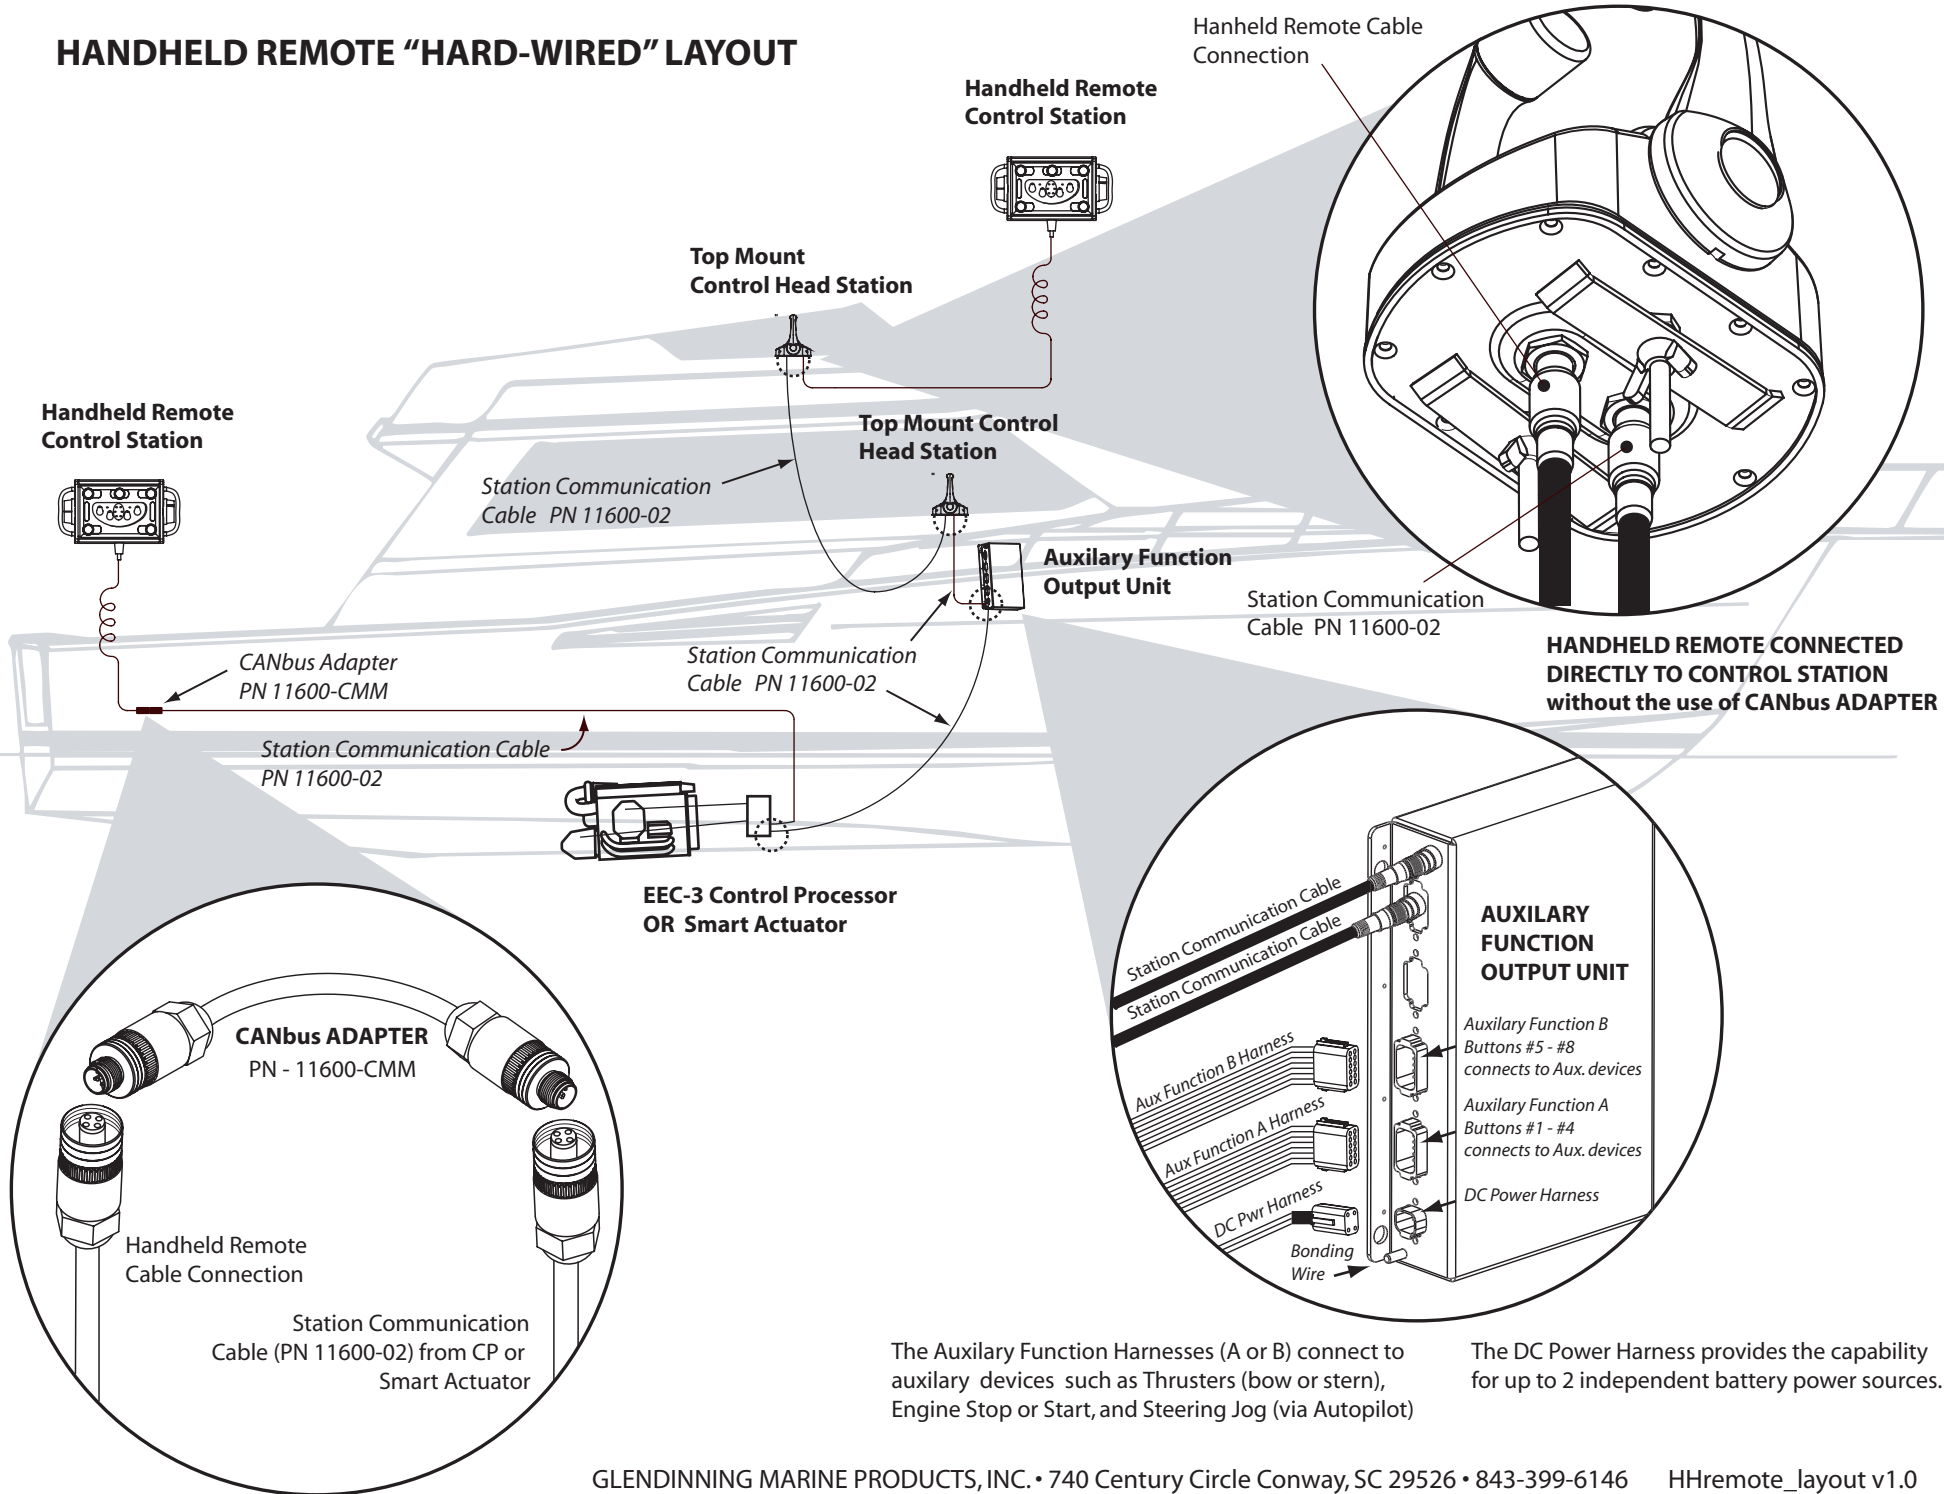 HANDHELD REMOTE “HARD-WIRED” LAYOUT
Hanheld Remote Cable
Connection
Handheld Remote
Control Station
Top Mount
Control Head Station
Handheld Remote
Control Station
Top Mount Control
Head Station
Station Communication
Cable PN 11600-02
Auxilary Function
Output Unit
Station Communication
Cable PN 11600-02
HANDHELD REMOTE CONNECTED
DIRECTLY TO CONTROL STATION
without the use of CANbus ADAPTER
CANbus Adapter
PN 11600-CMM
Station Communication
Cable PN 11600-02
Station Communication Cable
PN 11600-02
EEC-3 Control Processor
OR Smart Actuator
CANbus ADAPTER
PN - 11600-CMM
Handheld Remote
Cable Connection
Station Communication
Cable (PN 11600-02) from CP or
Smart Actuator
Station Communication Cable
Station Communication Cable
AUXILARY
FUNCTION
OUTPUT UNIT
Aux Function B Harness
Auxilary Function B
Buttons #5 - #8
connects to Aux. devices
Aux Function A Harness
Auxilary Function A
Buttons #1 - #4
connects to Aux. devices
DC Pwr Harness
DC Power Harness
Bonding
Wire
The Auxilary Function Harnesses (A or B) connect to
auxilary devices such as Thrusters (bow or stern),
Engine Stop or Start, and Steering Jog (via Autopilot)
The DC Power Harness provides the capability
for up to 2 independent battery power sources.
GLENDINNING MARINE PRODUCTS, INC. • 740 Century Circle Conway, SC 29526 • 843-399-6146 HHremote_layout v1.0